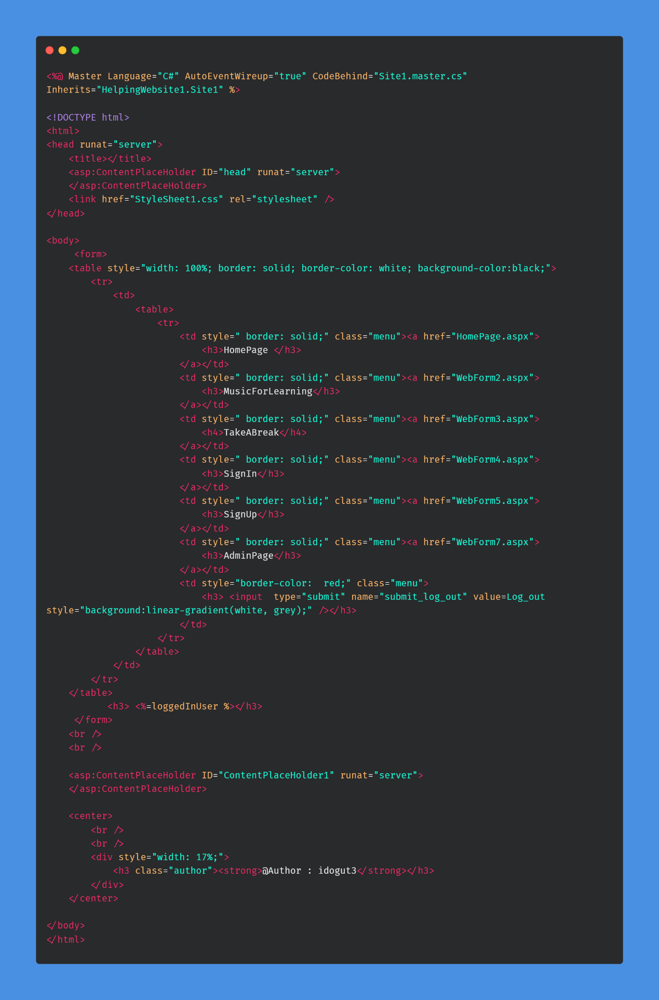 <%@ Master Language="C#" AutoEventWireup="true" CodeBehind="Site1.master.cs"
Inherits="HelpingWebsite1.Site1" %>

<!DOCTYPE html>
<html>
<head runat="server">
    <title></title>
    <asp:ContentPlaceHolder ID="head" runat="server">
    </asp:ContentPlaceHolder>
    <link href="StyleSheet1.css" rel="stylesheet" />
</head>

<body>
     <form>
    <table style="width: 100%; border: solid; border-color: white; background-color:black;">
        <tr>
            <td>
                <table>
                    <tr>
                        <td style=" border: solid;" class="menu"><a href="HomePage.aspx">
                            <h3>HomePage </h3>
                        </a></td>
                        <td style=" border: solid;" class="menu"><a href="WebForm2.aspx">
                            <h3>MusicForLearning</h3>
                        </a></td>
                        <td style=" border: solid;" class="menu"><a href="WebForm3.aspx">
                            <h4>TakeABreak</h4>
                        </a></td>
                        <td style=" border: solid;" class="menu"><a href="WebForm4.aspx">
                            <h3>SignIn</h3>
                        </a></td>
                        <td style=" border: solid;" class="menu"><a href="WebForm5.aspx">
                            <h3>SignUp</h3>
                        </a></td>
                        <td style=" border: solid;" class="menu"><a href="WebForm7.aspx">
                            <h3>AdminPage</h3>
                        </a></td>
                        <td style="border-color:  red;" class="menu">
                            <h3> <input  type="submit" name="submit_log_out" value=Log_out
style="background:linear-gradient(white, grey);" /></h3>
                        </td>
                    </tr>
                </table>
            </td>
        </tr>
    </table>
           <h3> <%=loggedInUser %></h3>
     </form>
    <br />
    <br />

    <asp:ContentPlaceHolder ID="ContentPlaceHolder1" runat="server">
    </asp:ContentPlaceHolder>

    <center>
        <br />
        <br />
        <div style="width: 17%;">
            <h3 class="author"><strong>@Author : idogut3</strong></h3>
        </div>
    </center>

</body>
</html>